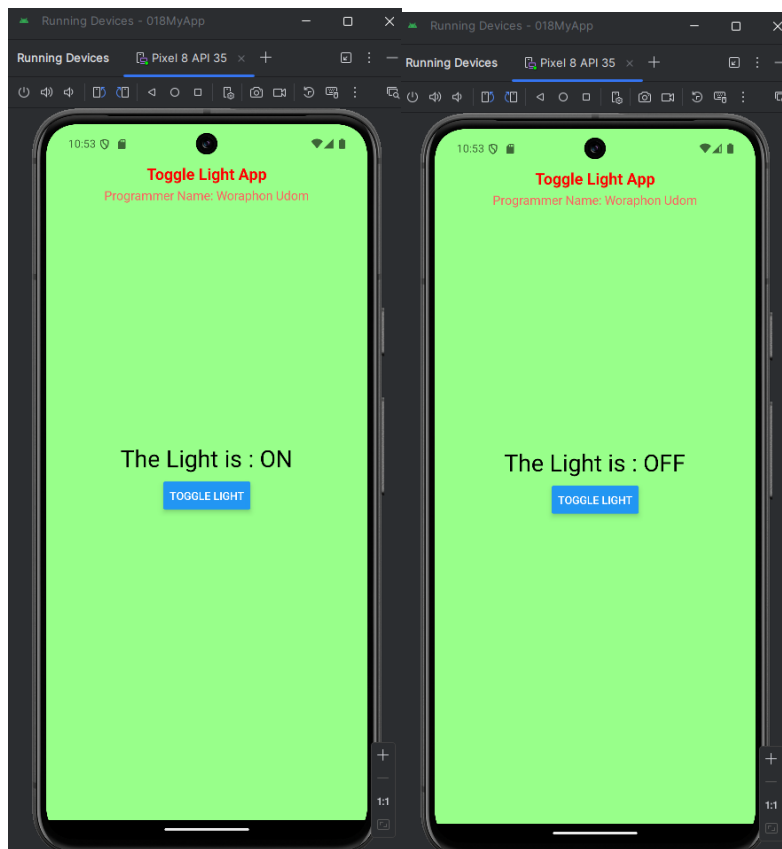 Running Devices - 018MyApp
Running Devices
Pixel 8 API 35
10:53
Toggle Light App
Programmer Name: Woraphon Udom
The Light is : ON
TOGGLE LIGHT
1:1
Running Devices - 018MyApp
Running Devices
Pixel 8 API 35
10:53
Toggle Light App
Programmer Name: Woraphon Udom
The Light is : OFF
TOGGLE LIGHT
1:1